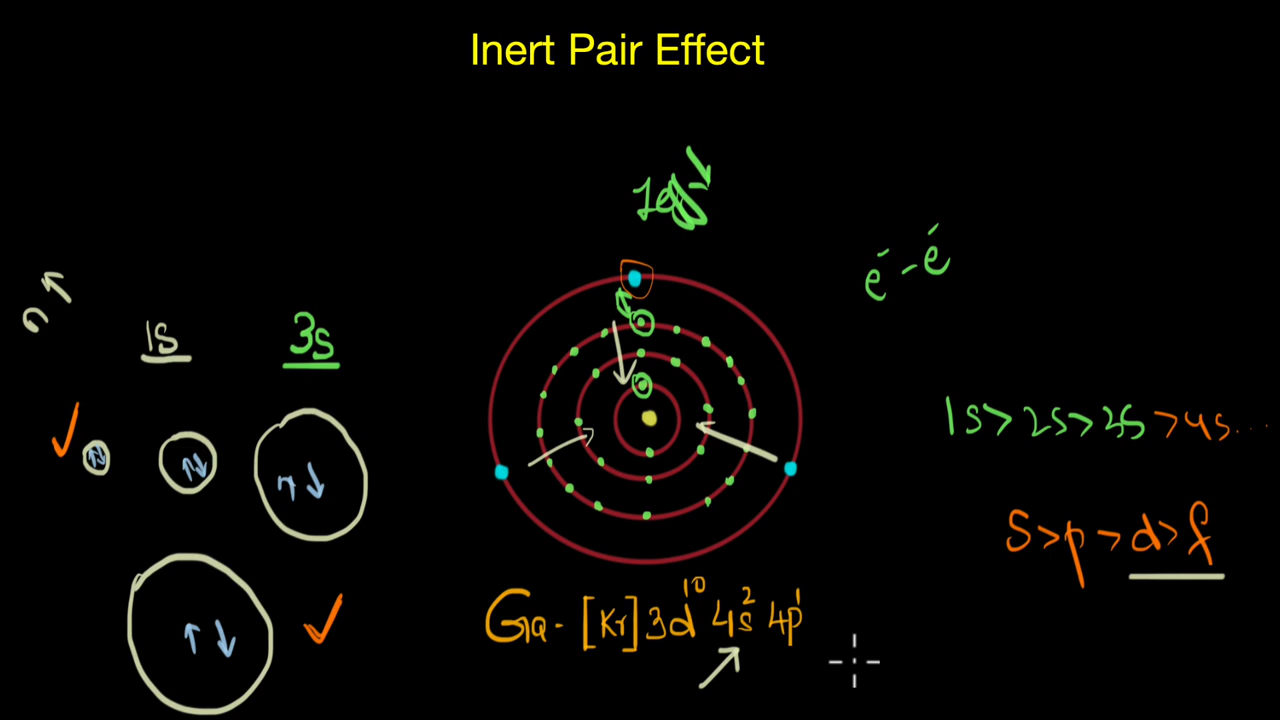 Inert Pair Effect
é - é
n
1s 3s
1s > 2s > 3s > 4s ....
s > p > d > f
Ga - [Kr] 3d¹⁰ 4s² 4p¹